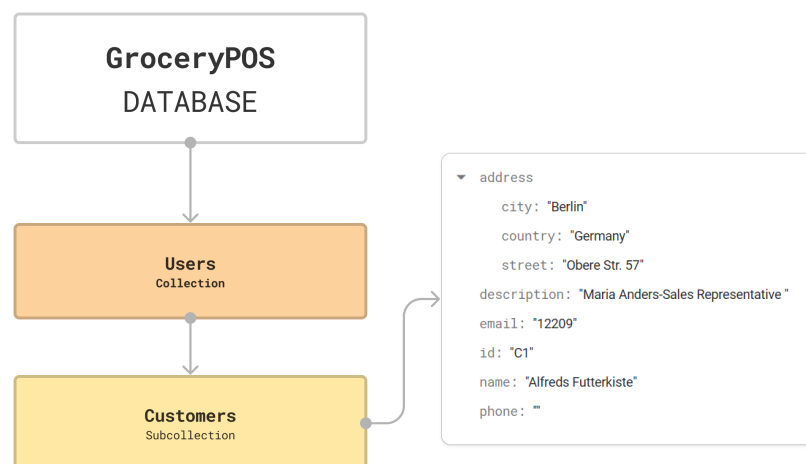 GroceryPOS
DATABASE
Users
Collection
Customers
Subcollection
address
city: "Berlin"
country: "Germany"
street: "Obere Str. 57"
description: "Maria Anders-Sales Representative "
email: "12209"
id: "C1"
name: "Alfreds Futterkiste"
phone: ""